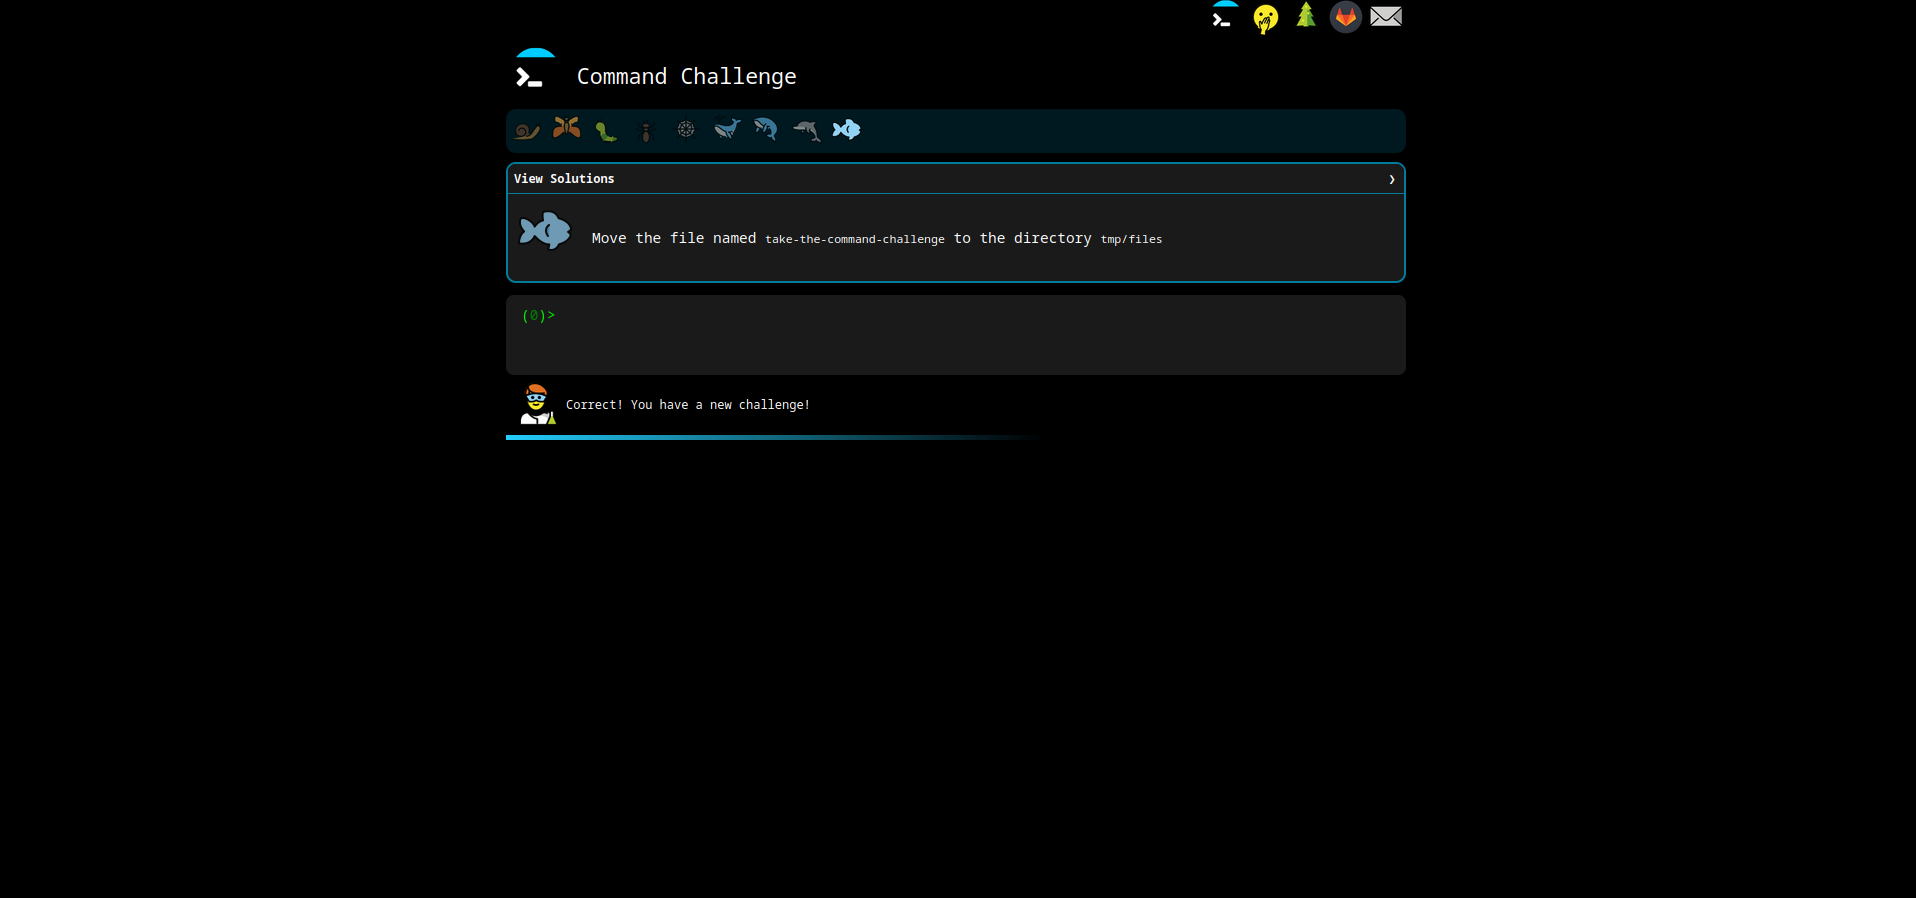 Command Challenge
View Solutions ❯
Move the file named take-the-command-challenge to the directory tmp/files
(0)>
Correct! You have a new challenge!